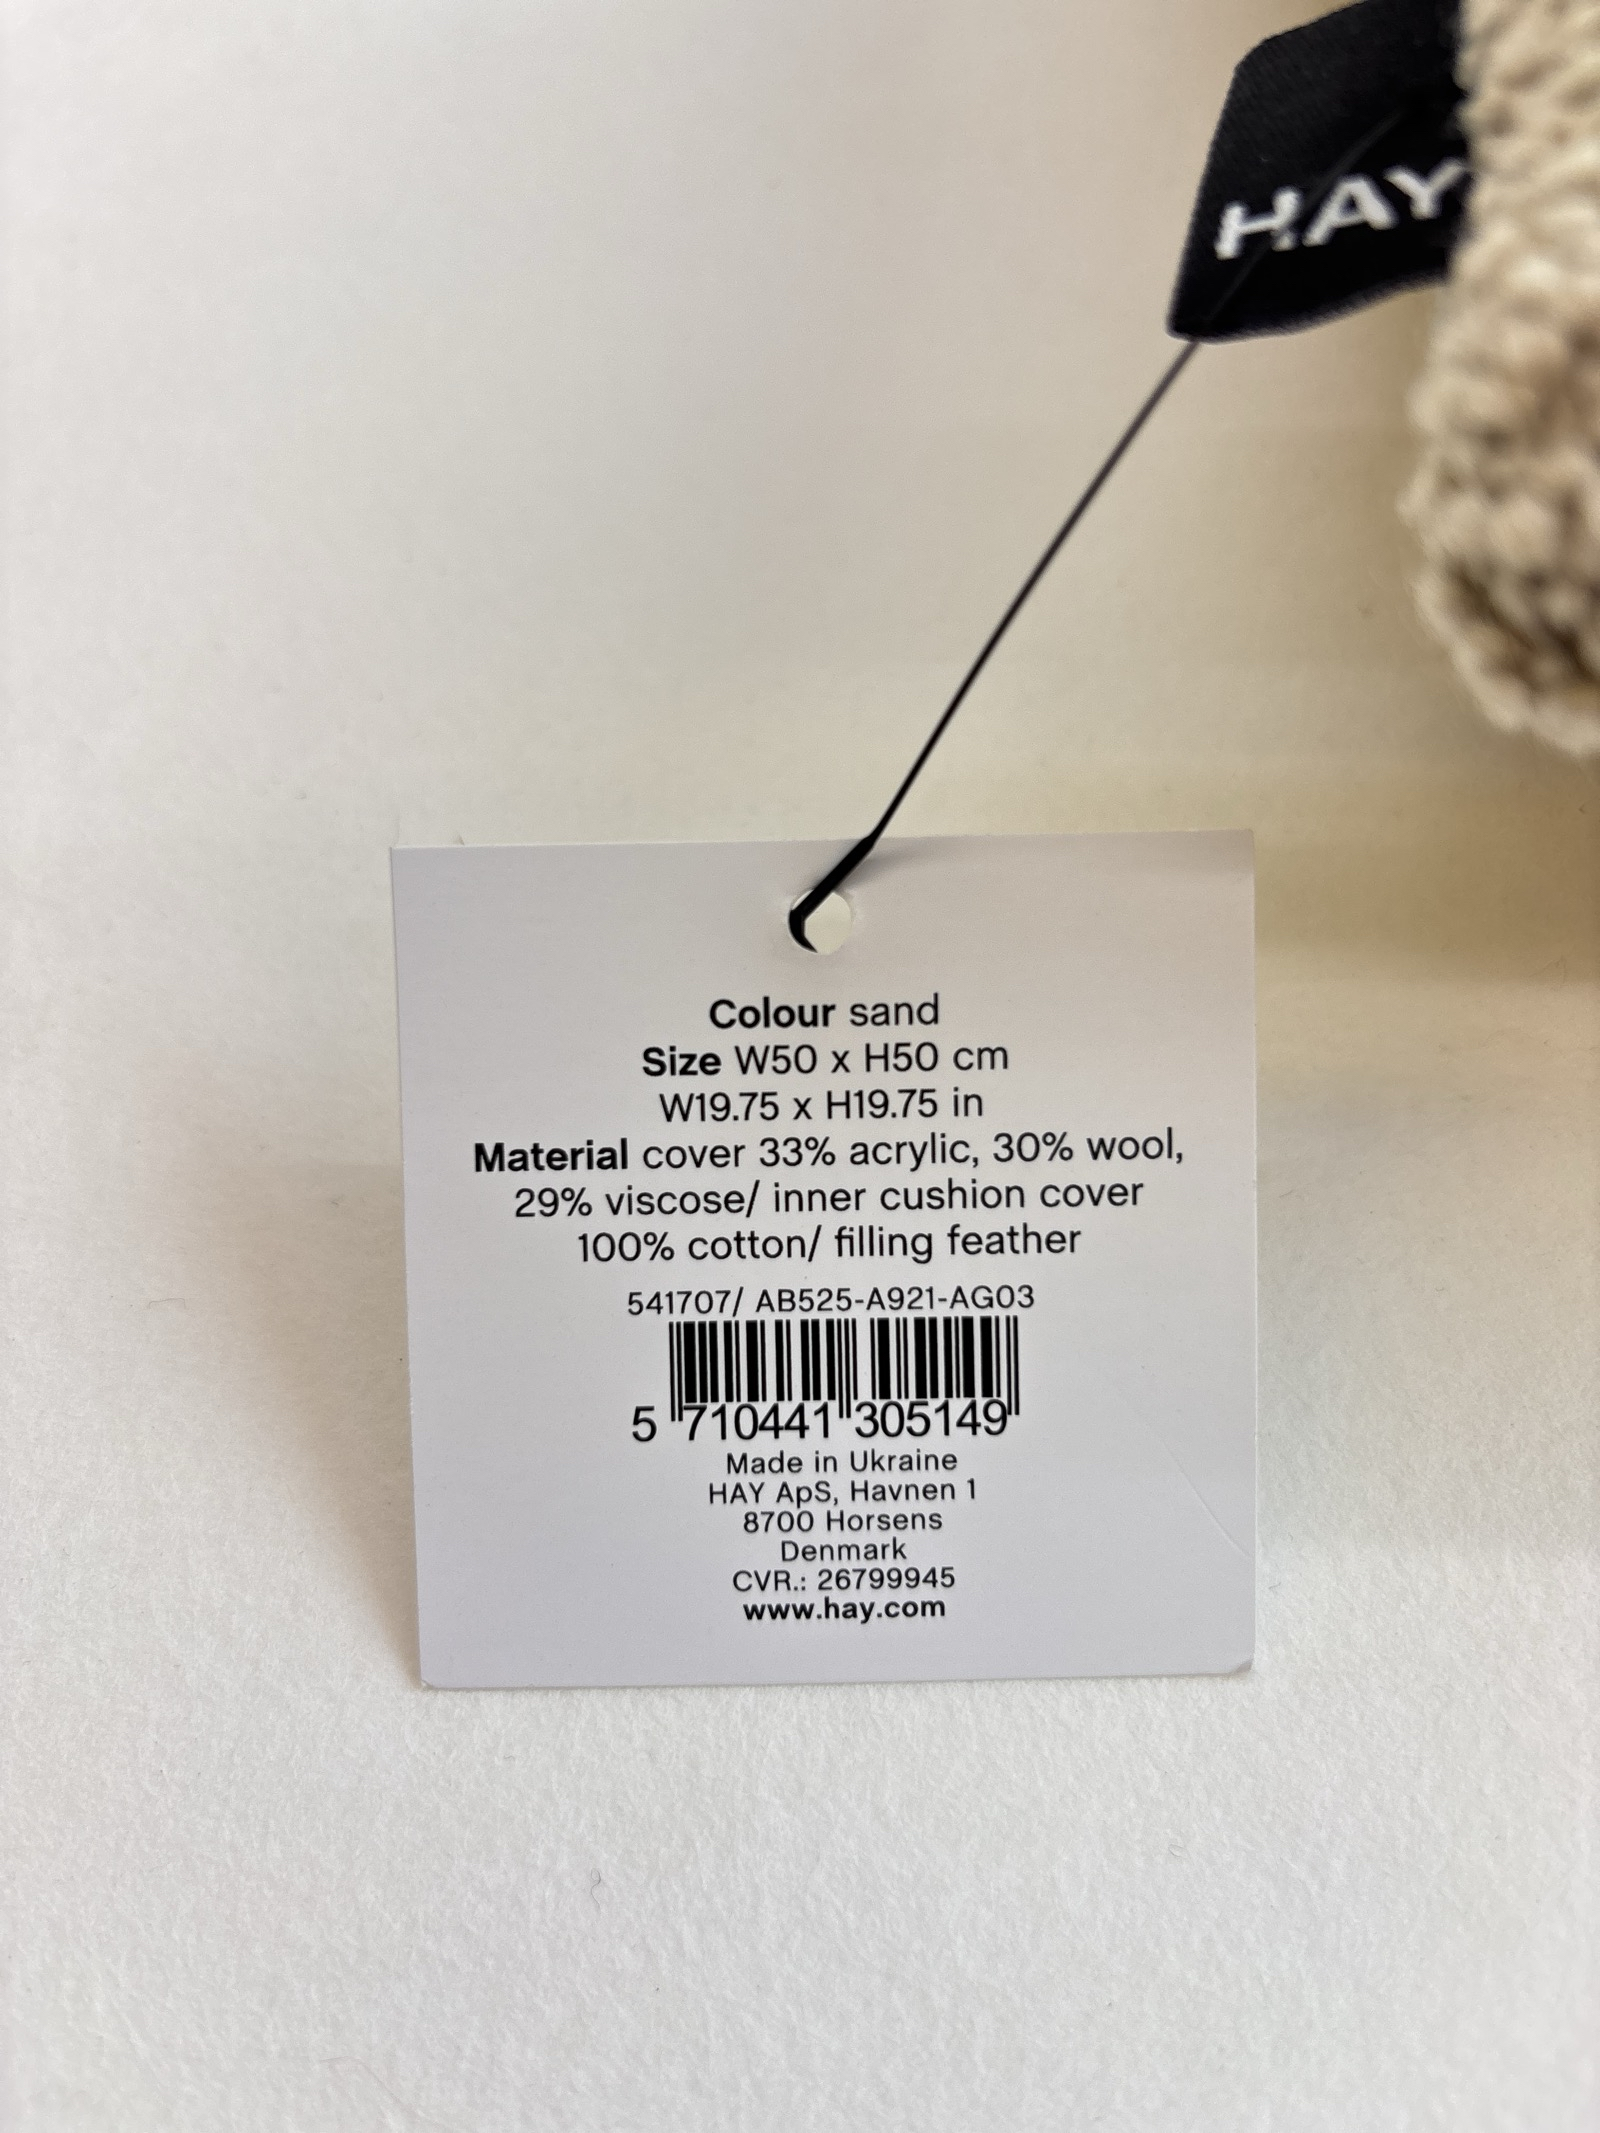 HAY
Colour sand
Size W50 x H50 cm
W19.75 x H19.75 in
Material cover 33% acrylic, 30% wool,
29% viscose/ inner cushion cover
100% cotton/ filling feather
541707/ AB525-A921-AG03
5 710441 305149
Made in Ukraine
HAY ApS, Havnen 1
8700 Horsens
Denmark
CVR.: 26799945
www.hay.com